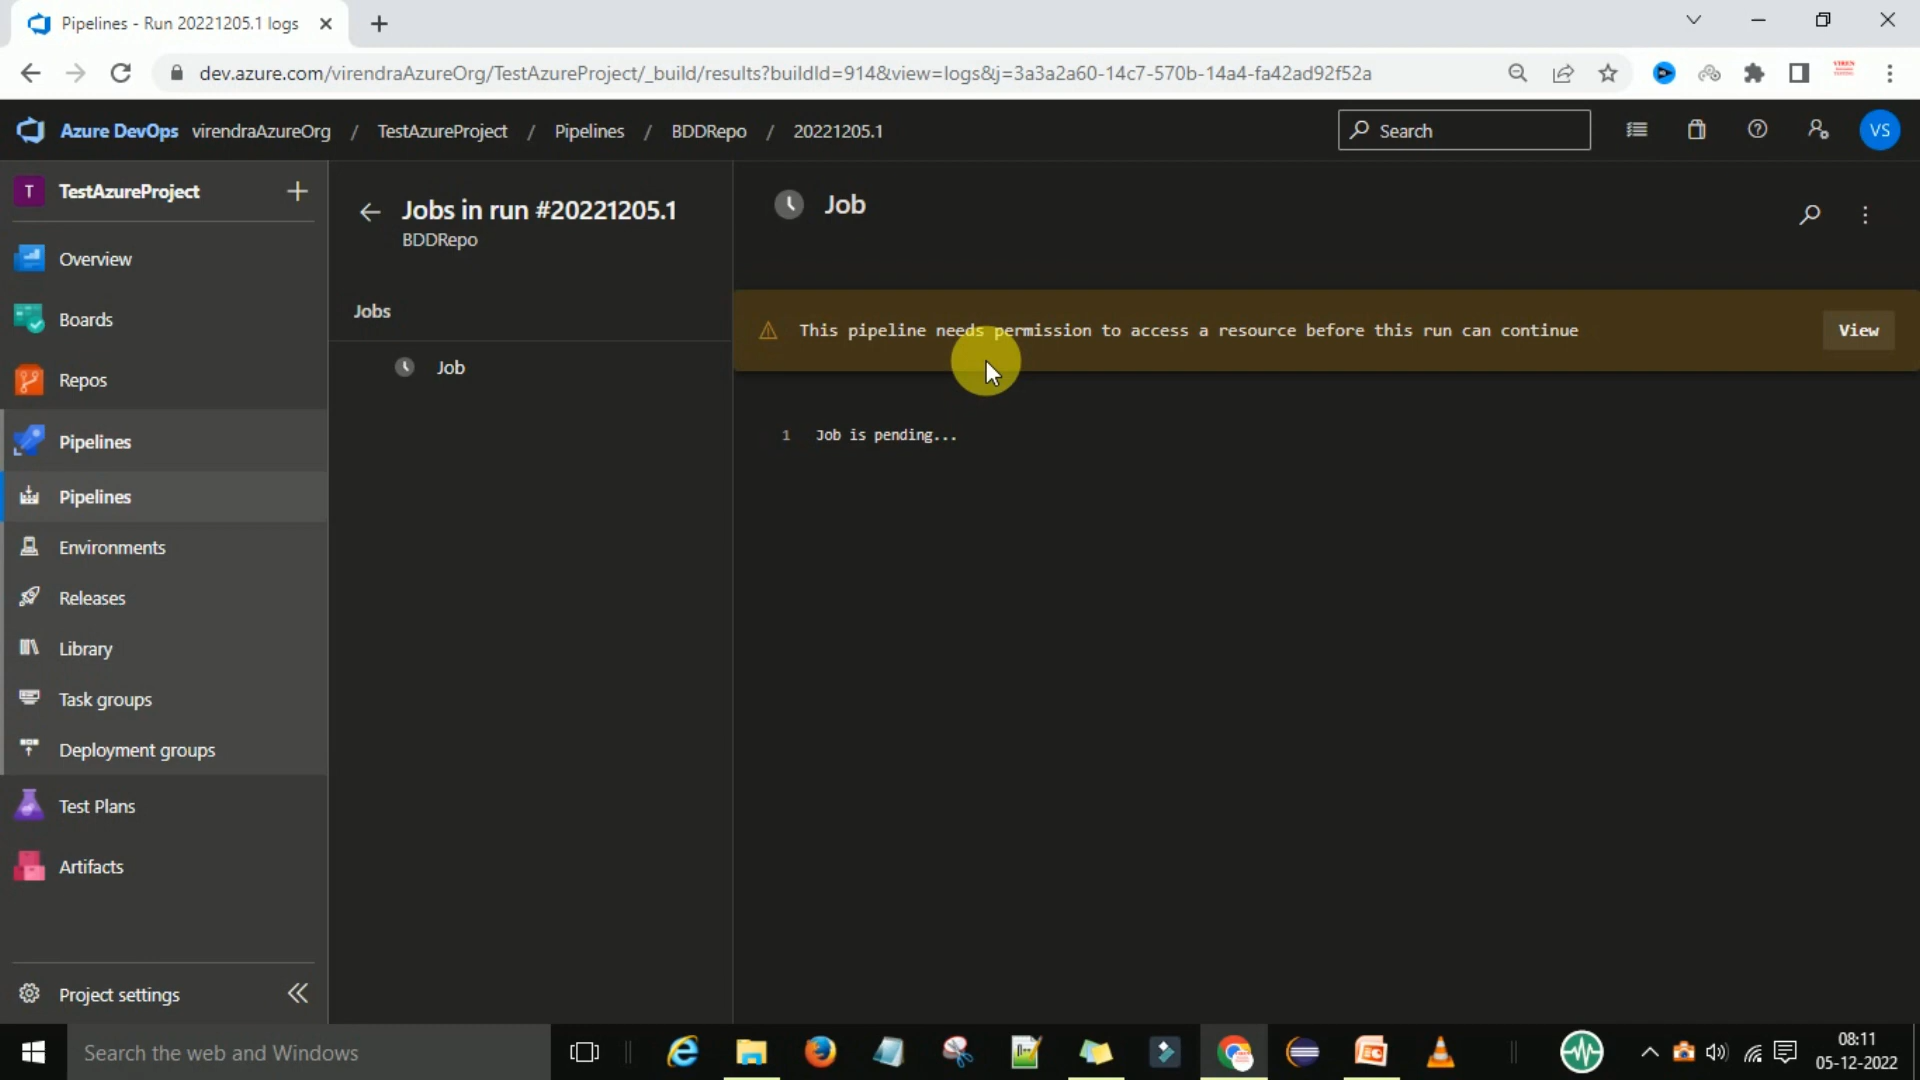 Pipelines - Run 20221205.1 logs
dev.azure.com/virendraAzureOrg/TestAzureProject/_build/results?buildId=914&view=logs&j=3a3a2a60-14c7-570b-14a4-fa42ad92f52a
Azure DevOps virendraAzureOrg / TestAzureProject / Pipelines / BDDRepo / 20221205.1
Search
VS
T TestAzureProject
Overview
Boards
Repos
Pipelines
Pipelines
Environments
Releases
Library
Task groups
Deployment groups
Test Plans
Artifacts
Project settings
Jobs in run #20221205.1
BDDRepo
Jobs
Job
Job
This pipeline needs permission to access a resource before this run can continue
View
1 Job is pending...
Search the web and Windows
08:11
05-12-2022